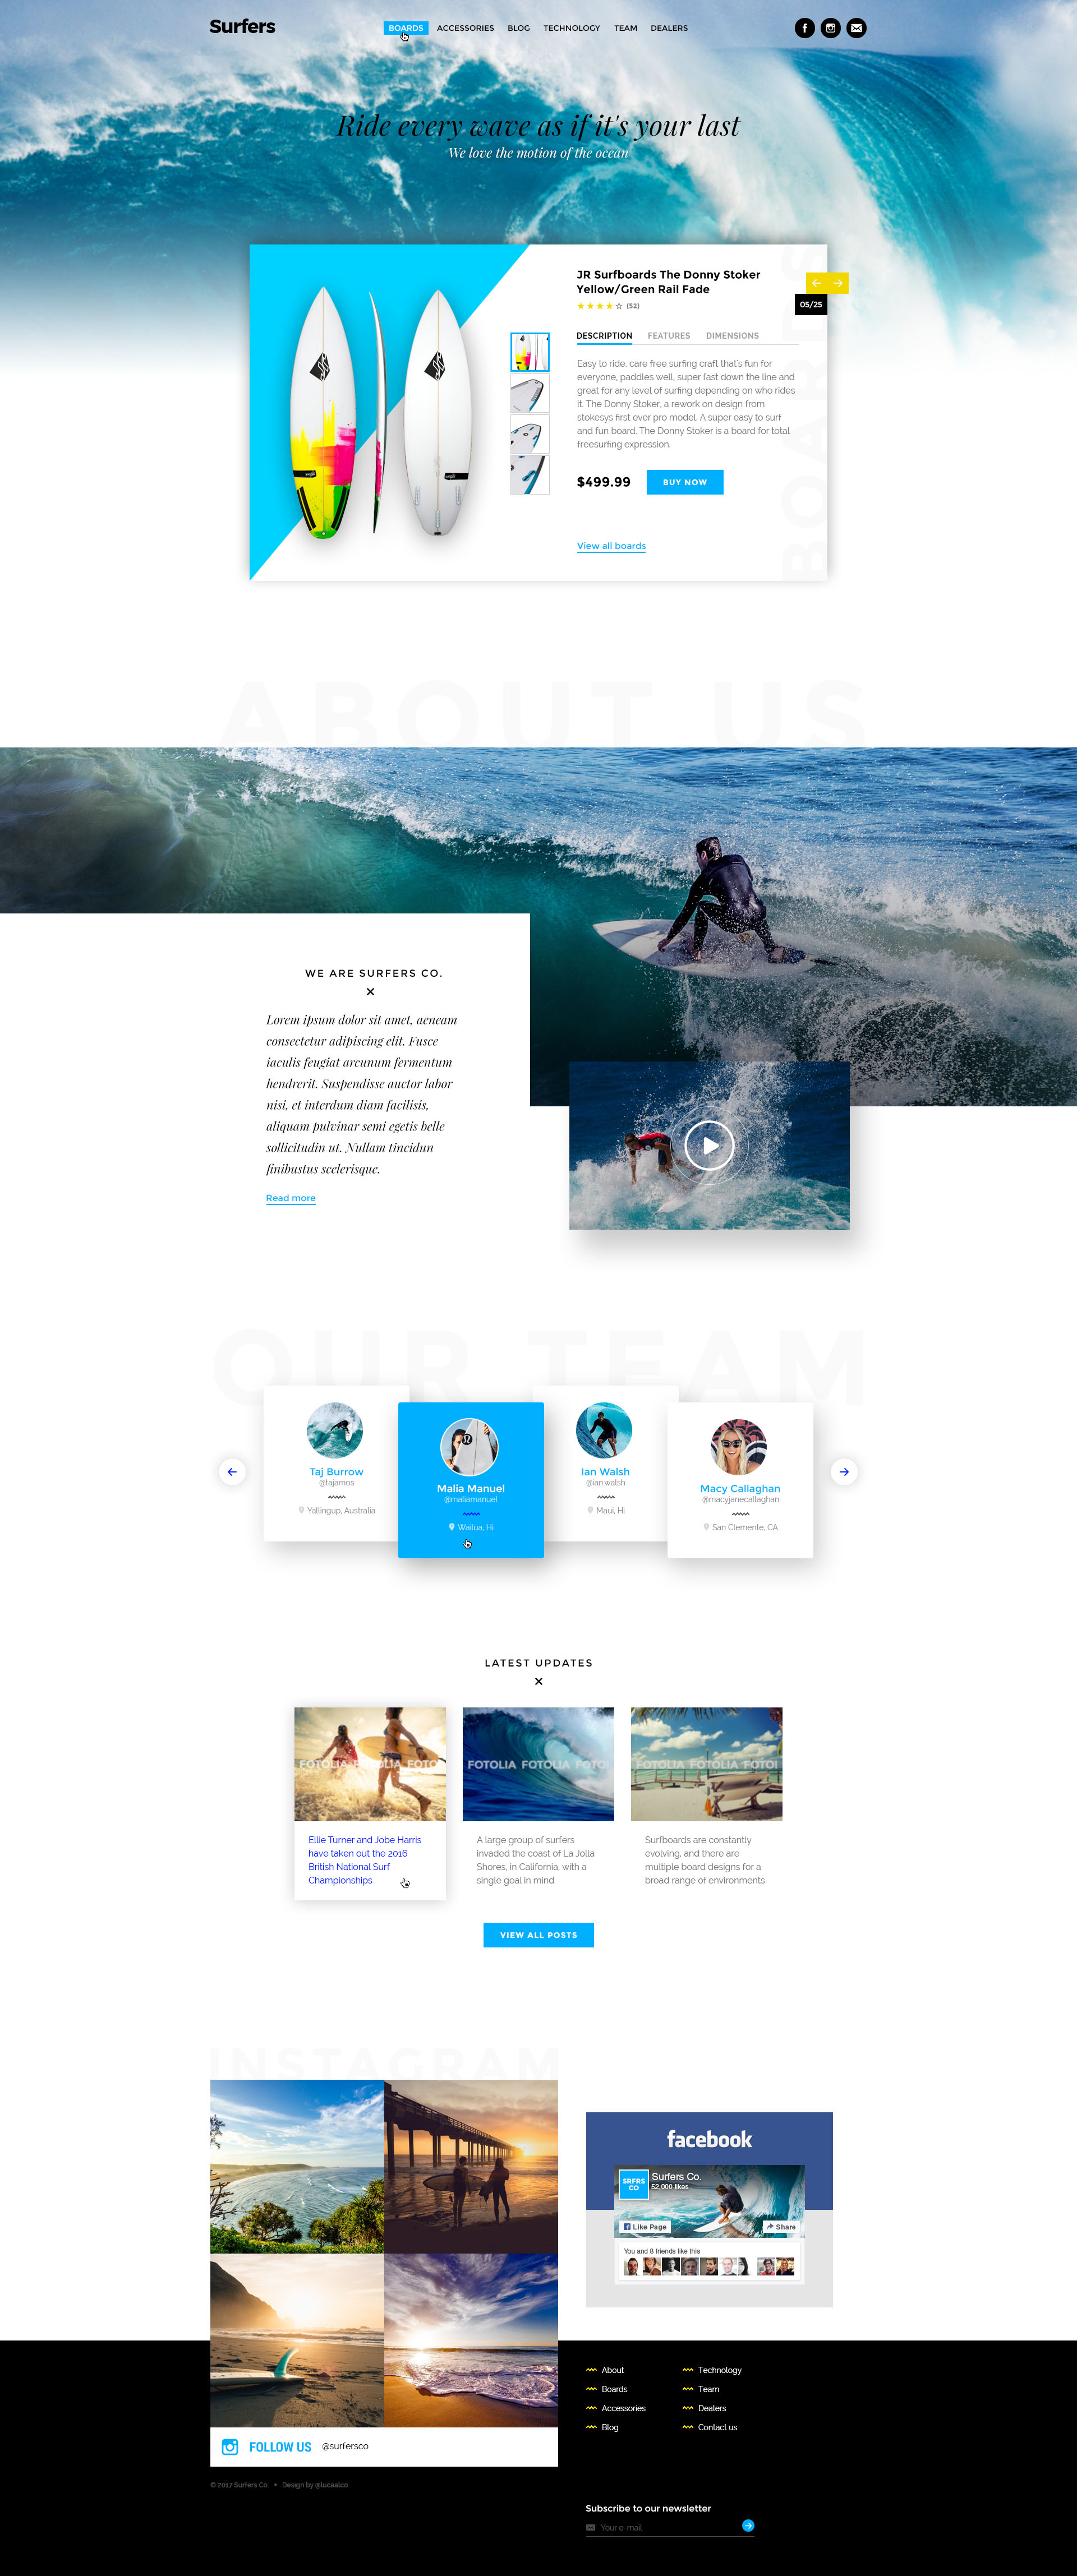 Surfers
BOARDS ACCESSORIES BLOG TECHNOLOGY TEAM DEALERS
Ride every wave as if it's your last
We love the motion of the ocean
JR Surfboards The Donny Stoker
Yellow/Green Rail Fade
(52)
05/25
DESCRIPTION FEATURES DIMENSIONS
Easy to ride, care free surfing craft that's fun for
everyone, paddles well, super fast down the line and
great for any level of surfing depending on who rides
it. The Donny Stoker, a rework on design from
stokesys first ever pro model. A super easy to surf
and fun board. The Donny Stoker is a board for total
freesurfing expression.
$499.99 BUY NOW
View all boards
BOARDS
ABOUT US
WE ARE SURFERS CO.
Lorem ipsum dolor sit amet, aeneam
consectetur adipiscing elit. Fusce
iaculis feugiat arcunum fermentum
hendrerit. Suspendisse auctor labor
nisi, et interdum diam facilisis,
aliquam pulvinar semi egetis belle
sollicitudin ut. Nullam tincidun
finibustus scelerisque.
Read more
OUR TEAM
Taj Burrow
@tajamos
Yallingup, Australia
Malia Manuel
@maliamanuel
Wailua, Hi
Ian Walsh
@ian.walsh
Maui, Hi
Macy Callaghan
@macyjanecallaghan
San Clemente, CA
LATEST UPDATES
FOTOLIA FOTOLIA FOTO
FOTOLIA FOTOLIA FOTO
FOTOLIA FOTOLIA FOTO
Ellie Turner and Jobe Harris
have taken out the 2016
British National Surf
Championships
A large group of surfers
invaded the coast of La Jolla
Shores, in California, with a
single goal in mind
Surfboards are constantly
evolving, and there are
multiple board designs for a
broad range of environments
VIEW ALL POSTS
INSTAGRAM
FOLLOW US @surfersco
facebook
SRFRS
CO
Surfers Co.
52,000 likes
Like Page
Share
You and 8 friends like this
About
Boards
Accessories
Blog
Technology
Team
Dealers
Contact us
© 2017 Surfers Co. • Design by @lucaalco
Subscribe to our newsletter
Your e-mail